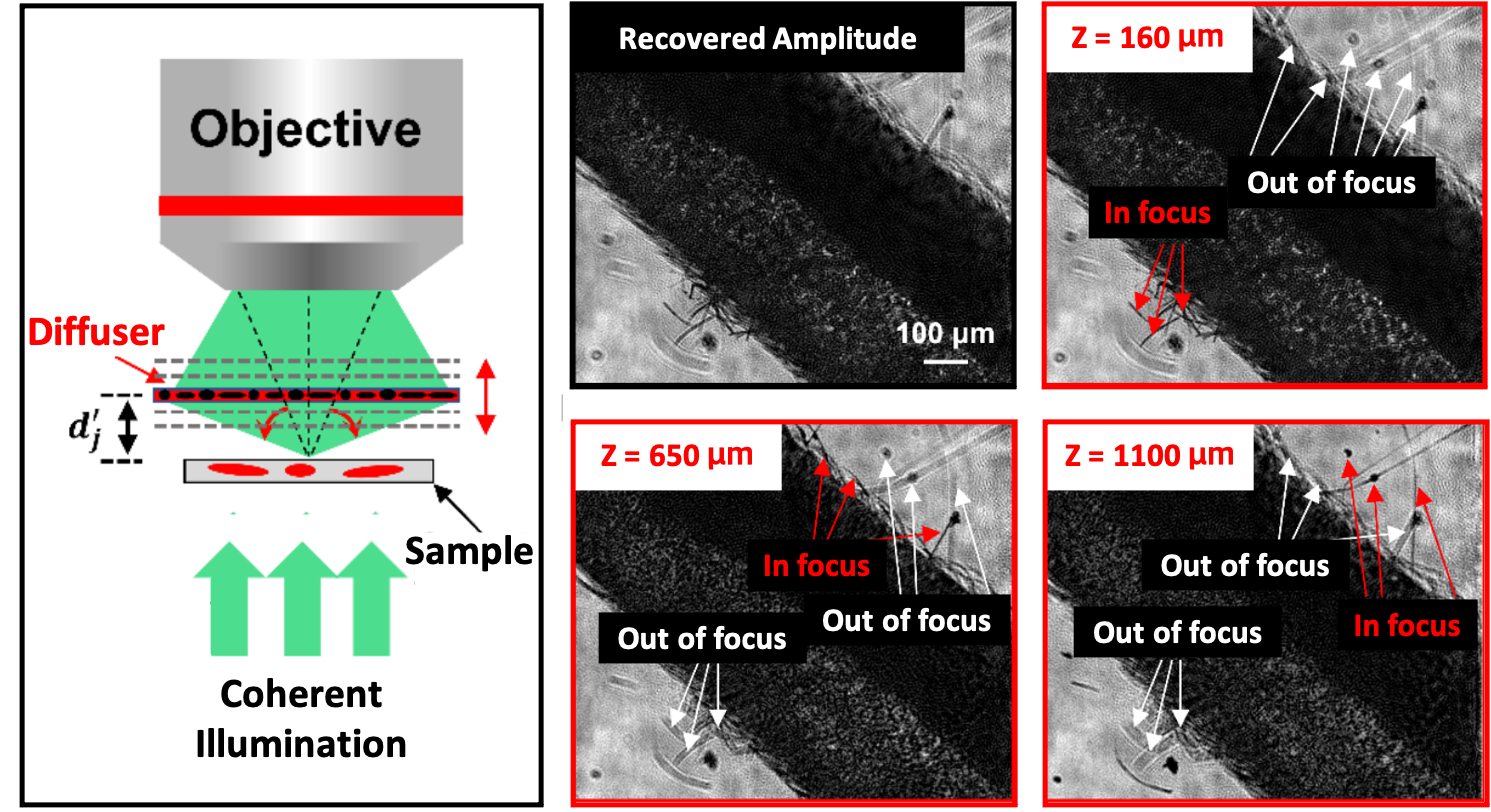 Objective
Diffuser
d′j
Sample
Coherent
Illumination
Recovered Amplitude
100 µm
Z = 160 µm
Out of focus
In focus
Z = 650 µm
In focus
Out of focus
Out of focus
Z = 1100 µm
Out of focus
In focus
Out of focus